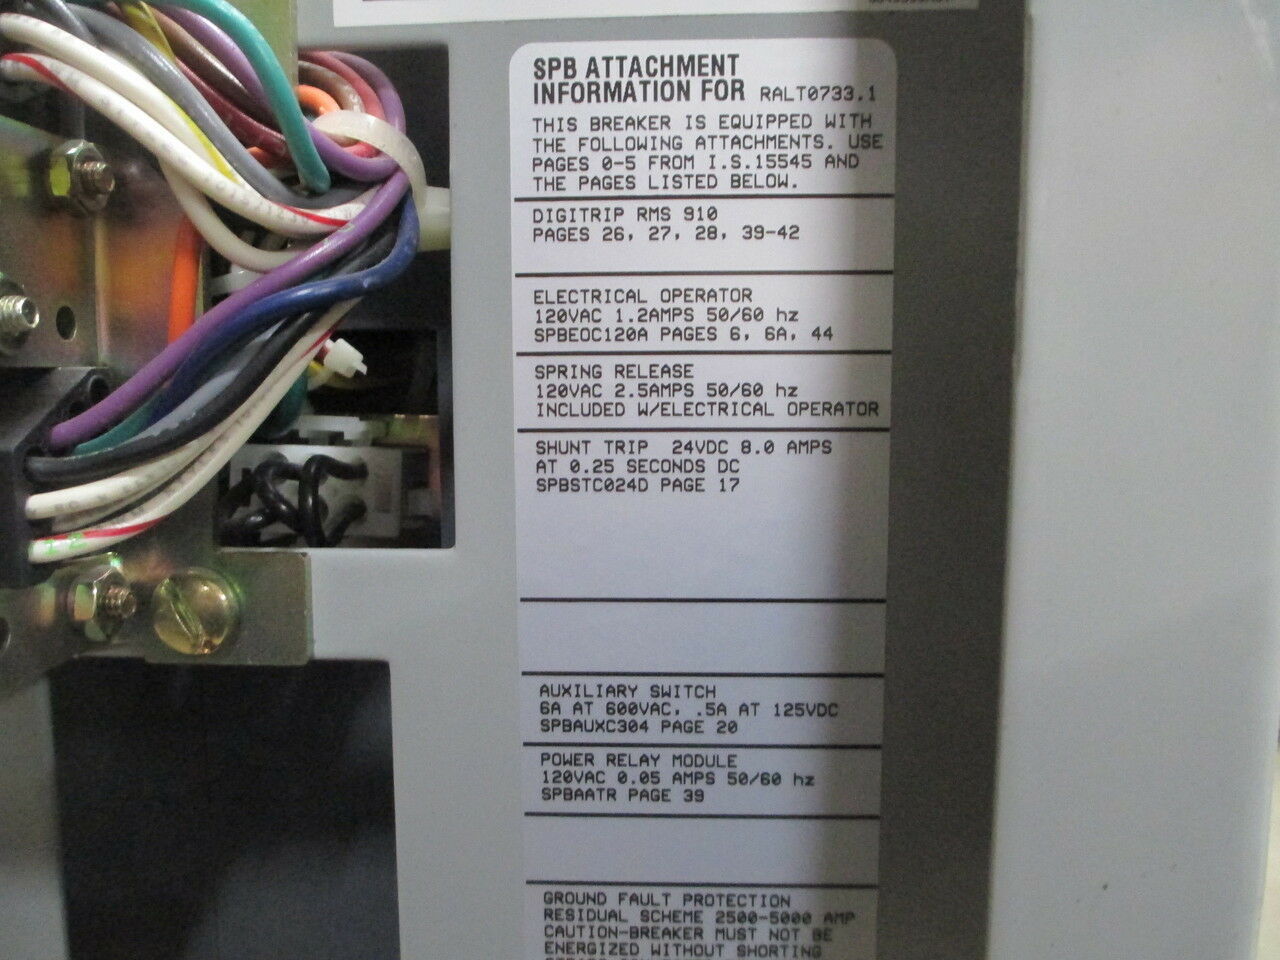 SPB ATTACHMENT
INFORMATION FOR RALT0733.1
THIS BREAKER IS EQUIPPED WITH
THE FOLLOWING ATTACHMENTS. USE
PAGES 0-5 FROM I.S.15545 AND
THE PAGES LISTED BELOW.
DIGITRIP RMS 910
PAGES 26, 27, 28, 39-42
ELECTRICAL OPERATOR
120VAC 1.2AMPS 50/60 hz
SPBEOC120A PAGES 6, 6A, 44
SPRING RELEASE
120VAC 2.5AMPS 50/60 hz
INCLUDED W/ELECTRICAL OPERATOR
SHUNT TRIP 24VDC 8.0 AMPS
AT 0.25 SECONDS DC
SPBSTC024D PAGE 17
AUXILIARY SWITCH
6A AT 600VAC, .5A AT 125VDC
SPBAUXC304 PAGE 20
POWER RELAY MODULE
120VAC 0.05 AMPS 50/60 hz
SPBAATR PAGE 39
GROUND FAULT PROTECTION
RESIDUAL SCHEME 2500-5000 AMP
CAUTION-BREAKER MUST NOT BE
ENERGIZED WITHOUT SHORTING